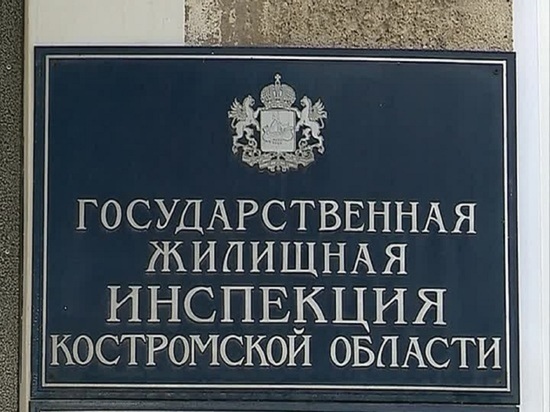 ГОСУДАРСТВЕННАЯ
ЖИЛИЩНАЯ
ИНСПЕКЦИЯ
КОСТРОМСКОЙ ОБЛАСТИ